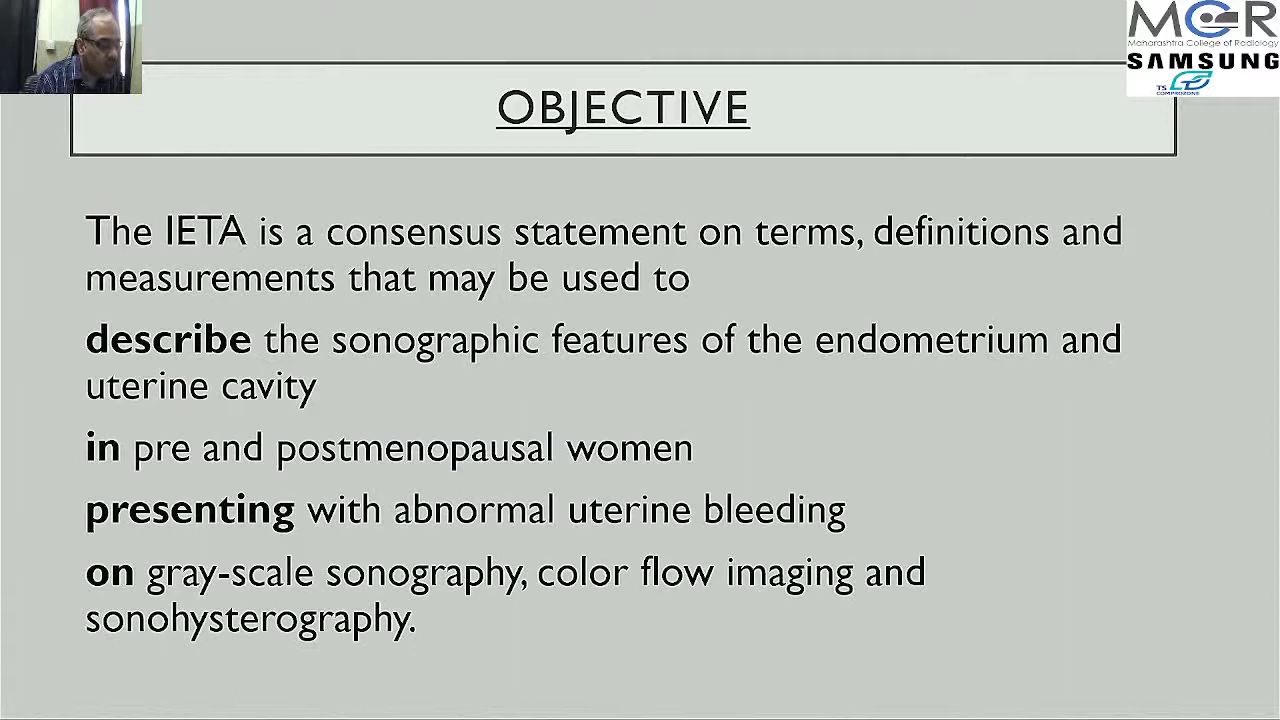 MCR
Maharashtra College of Radiology
SAMSUNG
TS
COMPROZONE
OBJECTIVE
The IETA is a consensus statement on terms, definitions and
measurements that may be used to
describe the sonographic features of the endometrium and
uterine cavity
in pre and postmenopausal women
presenting with abnormal uterine bleeding
on gray-scale sonography, color flow imaging and
sonohysterography.